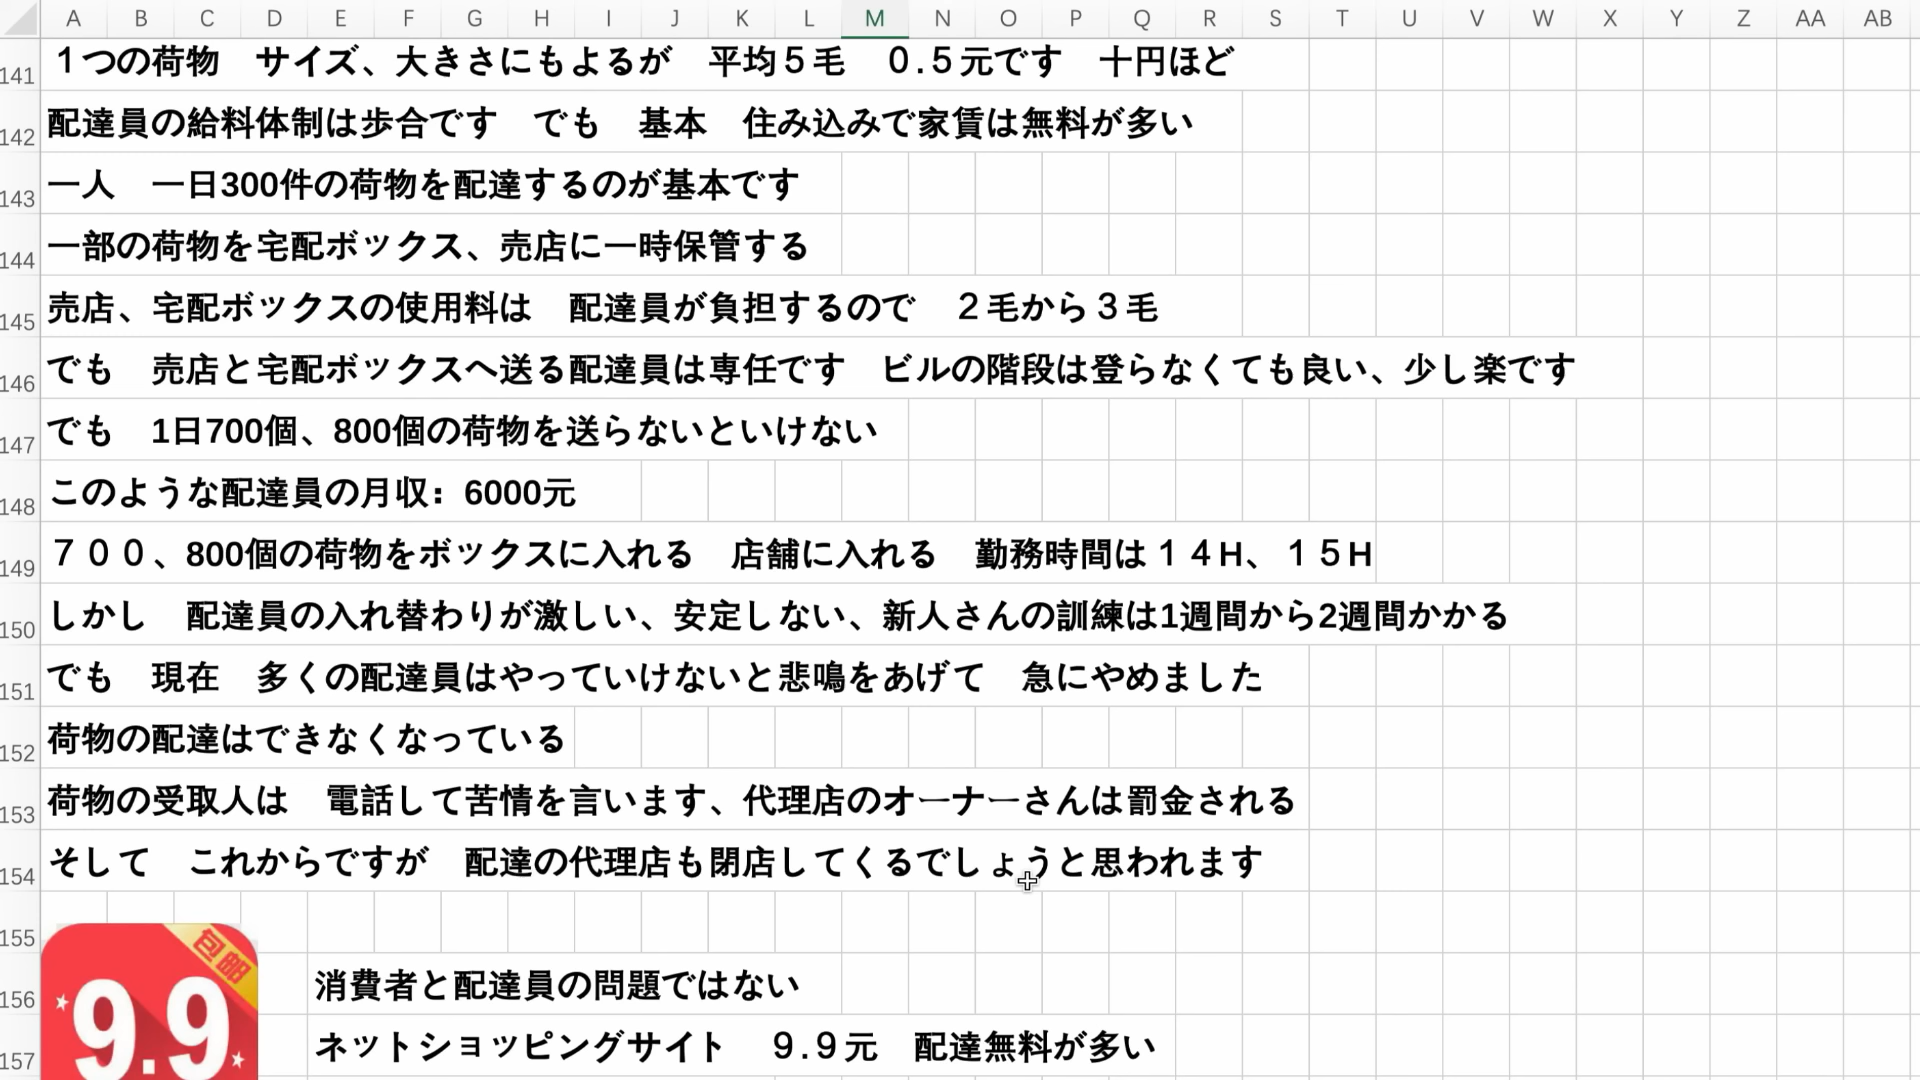 A B C D E F G H I J K L M N O P Q R S T U V W X Y Z AA AB
141 １つの荷物　サイズ、大きさにもよるが　平均５毛　０.５元です　十円ほど
142 配達員の給料体制は歩合です　でも　基本　住み込みで家賃は無料が多い
143 一人　一日300件の荷物を配達するのが基本です
144 一部の荷物を宅配ボックス、売店に一時保管する
145 売店、宅配ボックスの使用料は　配達員が負担するので　２毛から３毛
146 でも　売店と宅配ボックスへ送る配達員は専任です　ビルの階段は登らなくても良い、少し楽です
147 でも　1日700個、800個の荷物を送らないといけない
148 このような配達員の月収：6000元
149 ７００、800個の荷物をボックスに入れる　店舗に入れる　勤務時間は１４H、１５H
150 しかし　配達員の入れ替わりが激しい、安定しない、新人さんの訓練は1週間から2週間かかる
151 でも　現在　多くの配達員はやっていけないと悲鳴をあげて　急にやめました
152 荷物の配達はできなくなっている
153 荷物の受取人は　電話して苦情を言います、代理店のオーナーさんは罰金される
154 そして　これからですが　配達の代理店も閉店してくるでしょうと思われます
155
包邮
9.9
156 消費者と配達員の問題ではない
157 ネットショッピングサイト　９.９元　配達無料が多い